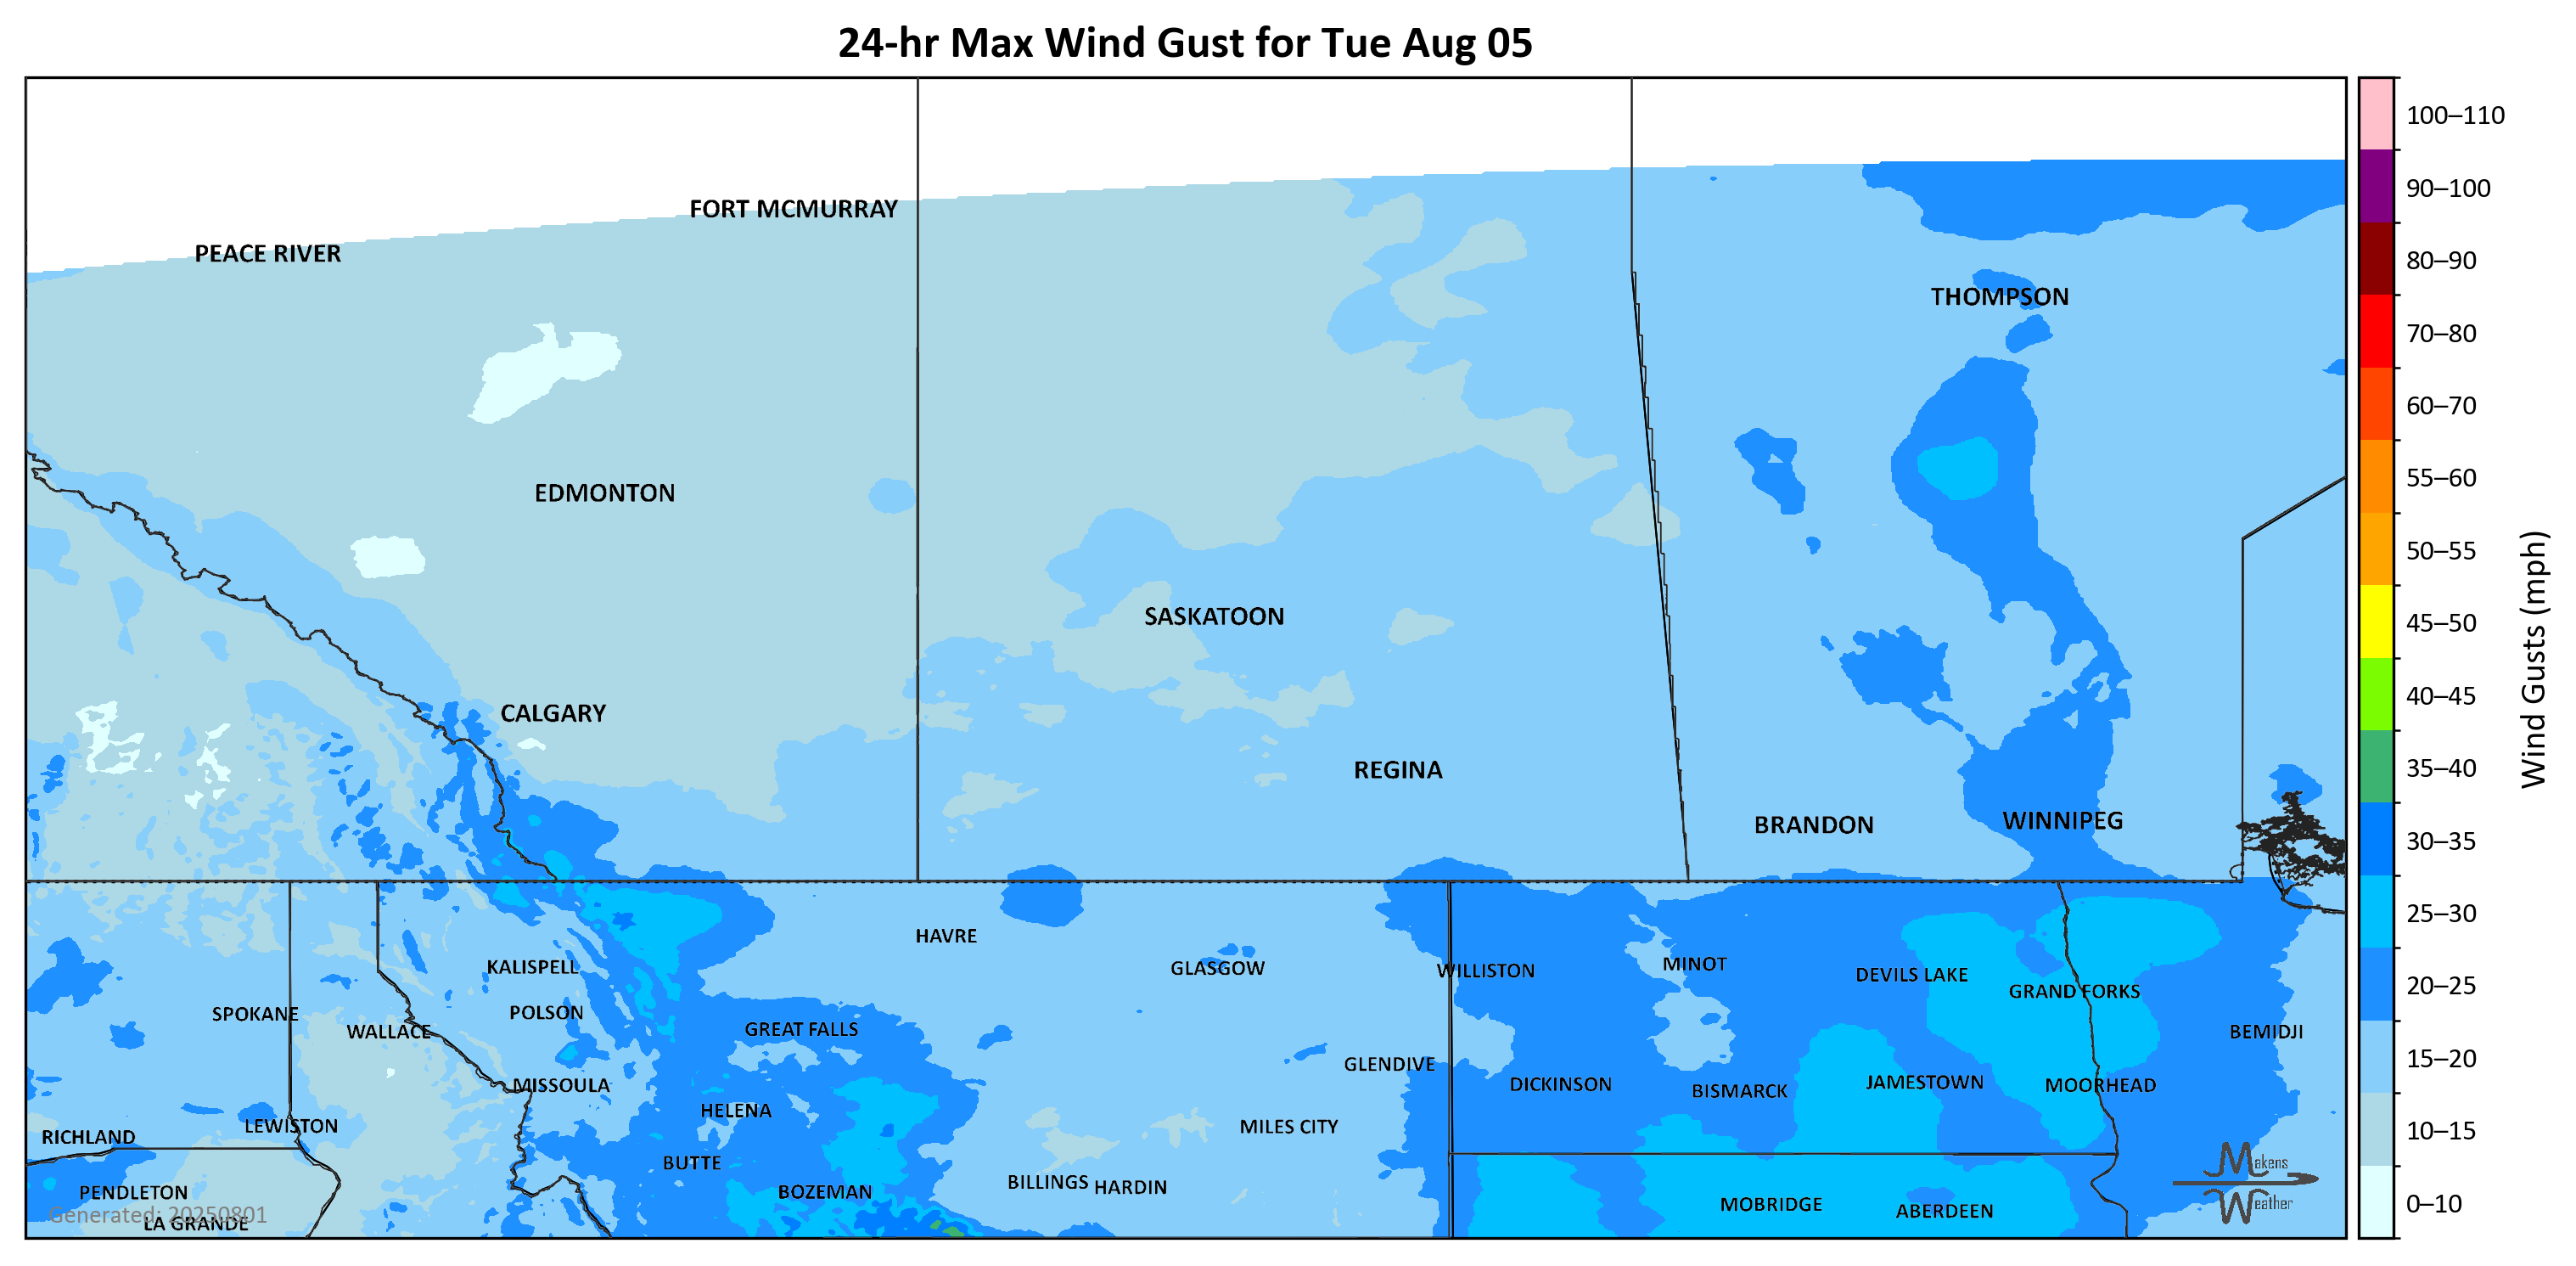 24-hr Max Wind Gust for Tue Aug 05
100–110
90–100
80–90
70–80
60–70
55–60
50–55
45–50
40–45
35–40
30–35
25–30
20–25
15–20
10–15
0–10
Wind Gusts (mph)
FORT MCMURRAY
PEACE RIVER
THOMPSON
EDMONTON
SASKATOON
CALGARY
REGINA
BRANDON
WINNIPEG
HAVRE
KALISPELL
GLASGOW
WILLISTON
MINOT
DEVILS LAKE
GRAND FORKS
SPOKANE
POLSON
WALLACE
GREAT FALLS
BEMIDJI
GLENDIVE
MISSOULA
DICKINSON
BISMARCK
JAMESTOWN
MOORHEAD
HELENA
LEWISTON
MILES CITY
RICHLAND
BUTTE
BILLINGS
HARDIN
PENDLETON
BOZEMAN
MOBRIDGE
ABERDEEN
LA GRANDE
Generated: 20250801
Makens
Weather